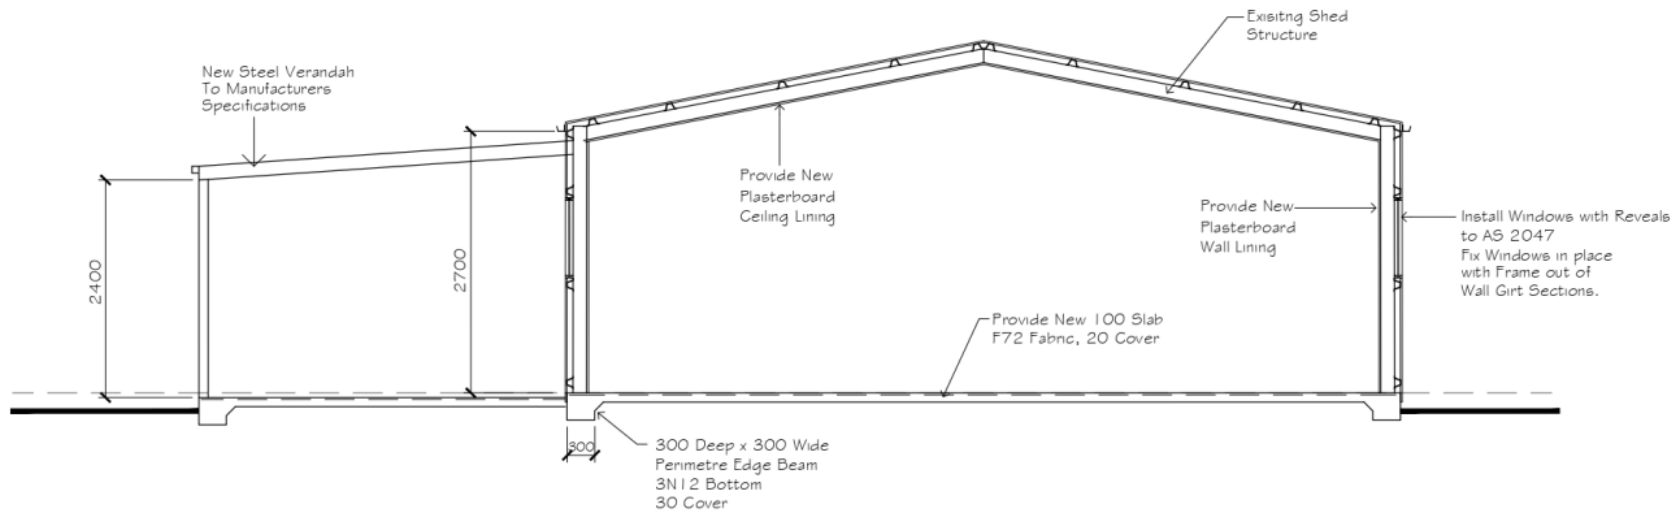 Exisitng Shed
Structure
New Steel Verandah
To Manufacturers
Specifications
Provide New
Plasterboard
Ceiling Lining
Provide New
Plasterboard
Wall Lining
Install Windows with Reveals
to AS 2047
Fix Windows in place
with Frame out of
Wall Girt Sections.
2400
2700
Provide New 100 Slab
F72 Fabric, 20 Cover
300
300 Deep x 300 Wide
Perimetre Edge Beam
3N12 Bottom
30 Cover